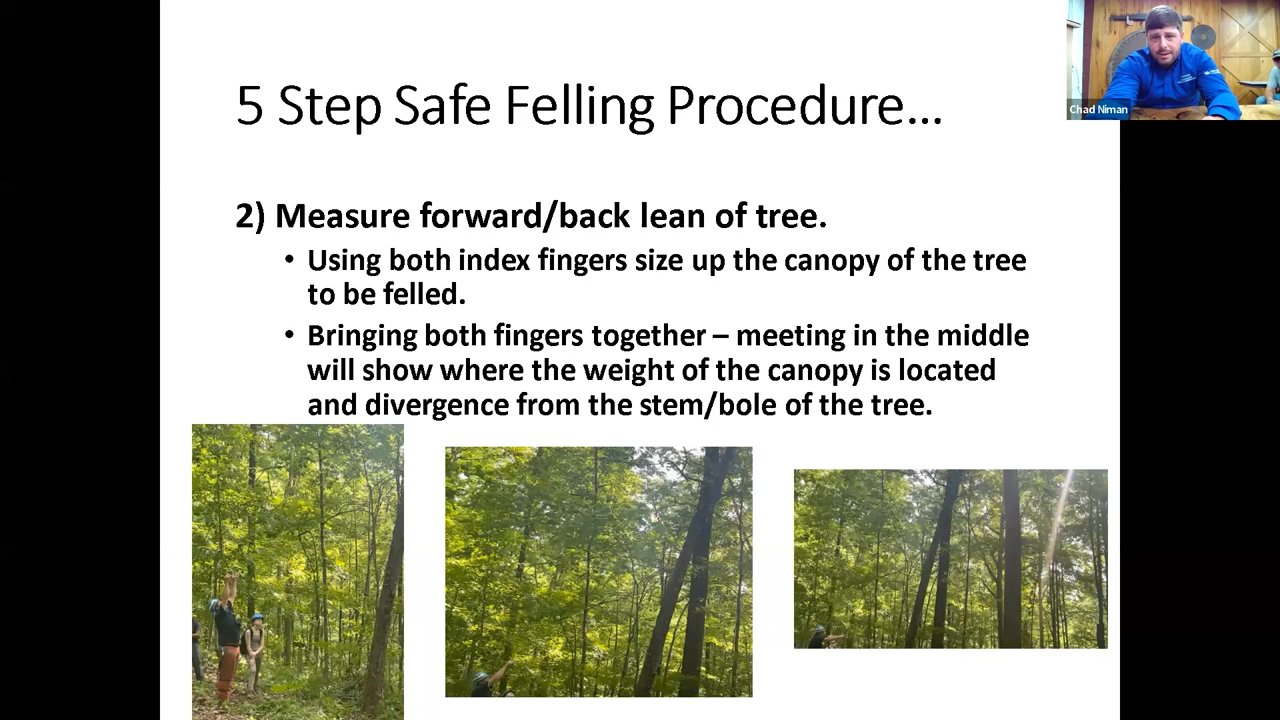 5 Step Safe Felling Procedure…
Chad Niman
2) Measure forward/back lean of tree.
• Using both index fingers size up the canopy of the tree
to be felled.
• Bringing both fingers together – meeting in the middle
will show where the weight of the canopy is located
and divergence from the stem/bole of the tree.